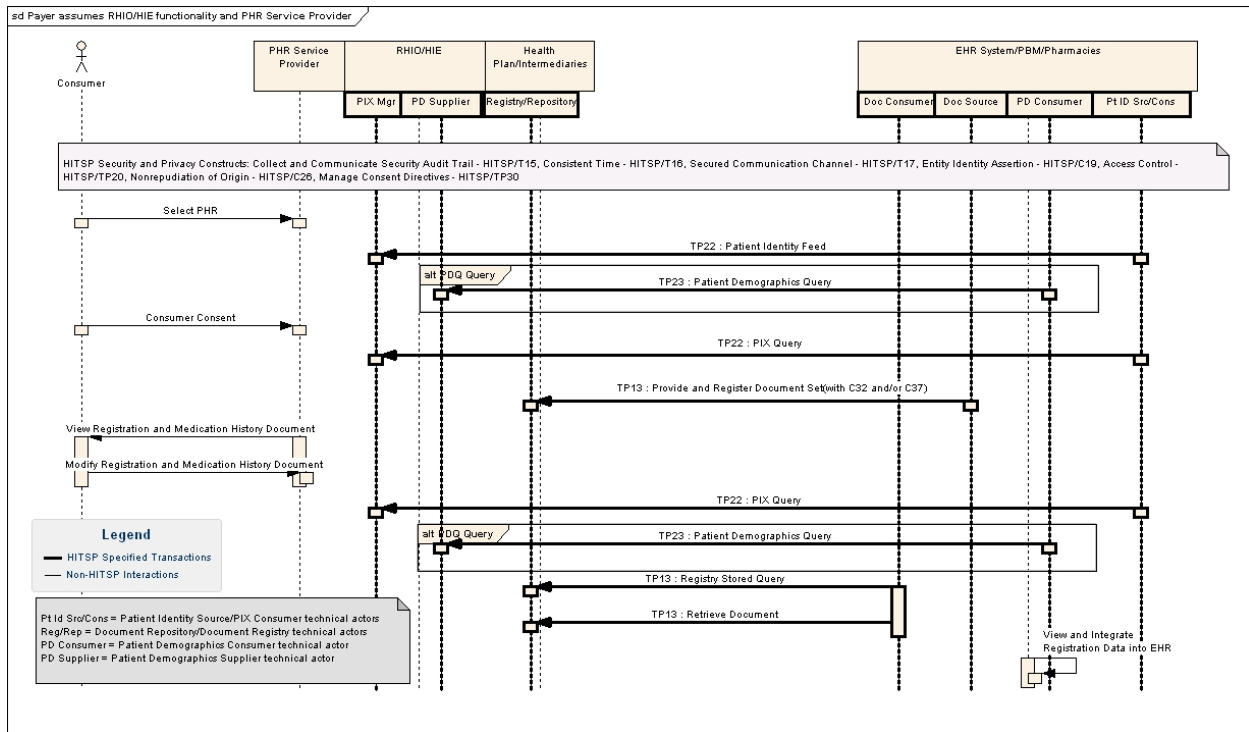 sd Payer assumes RHIO/HIE functionality and PHR Service Provider
Consumer
PHR Service
Provider
RHIO/HIE
Health
Plan/Intermediaries
EHR System/PBM/Pharmacies
PIX Mgr
PD Supplier
Registry/Repository
Doc Consumer
Doc Source
PD Consumer
Pt ID Src/Cons
HITSP Security and Privacy Constructs: Collect and Communicate Security Audit Trail - HITSP/T15, Consistent Time - HITSP/T16, Secured Communication Channel - HITSP/T17, Entity Identity Assertion - HITSP/C19, Access Control -
HITSP/TP20, Nonrepudiation of Origin - HITSP/C26, Manage Consent Directives - HITSP/TP30
Select PHR
TP22 : Patient Identity Feed
alt PDQ Query
TP23 : Patient Demographics Query
Consumer Consent
TP22 : PIX Query
TP13 : Provide and Register Document Set(with C32 and/or C37)
View Registration and Medication History Document
Modify Registration and Medication History Document
TP22 : PIX Query
alt PDQ Query
TP23 : Patient Demographics Query
TP13 : Registry Stored Query
TP13 : Retrieve Document
View and Integrate
Registration Data into EHR
Legend
HITSP Specified Transactions
Non-HITSP Interactions
Pt Id Src/Cons = Patient Identity Source/PIX Consumer technical actors
Reg/Rep = Document Repository/Document Registry technical actors
PD Consumer = Patient Demographics Consumer technical actor
PD Supplier = Patient Demographics Supplier technical actor